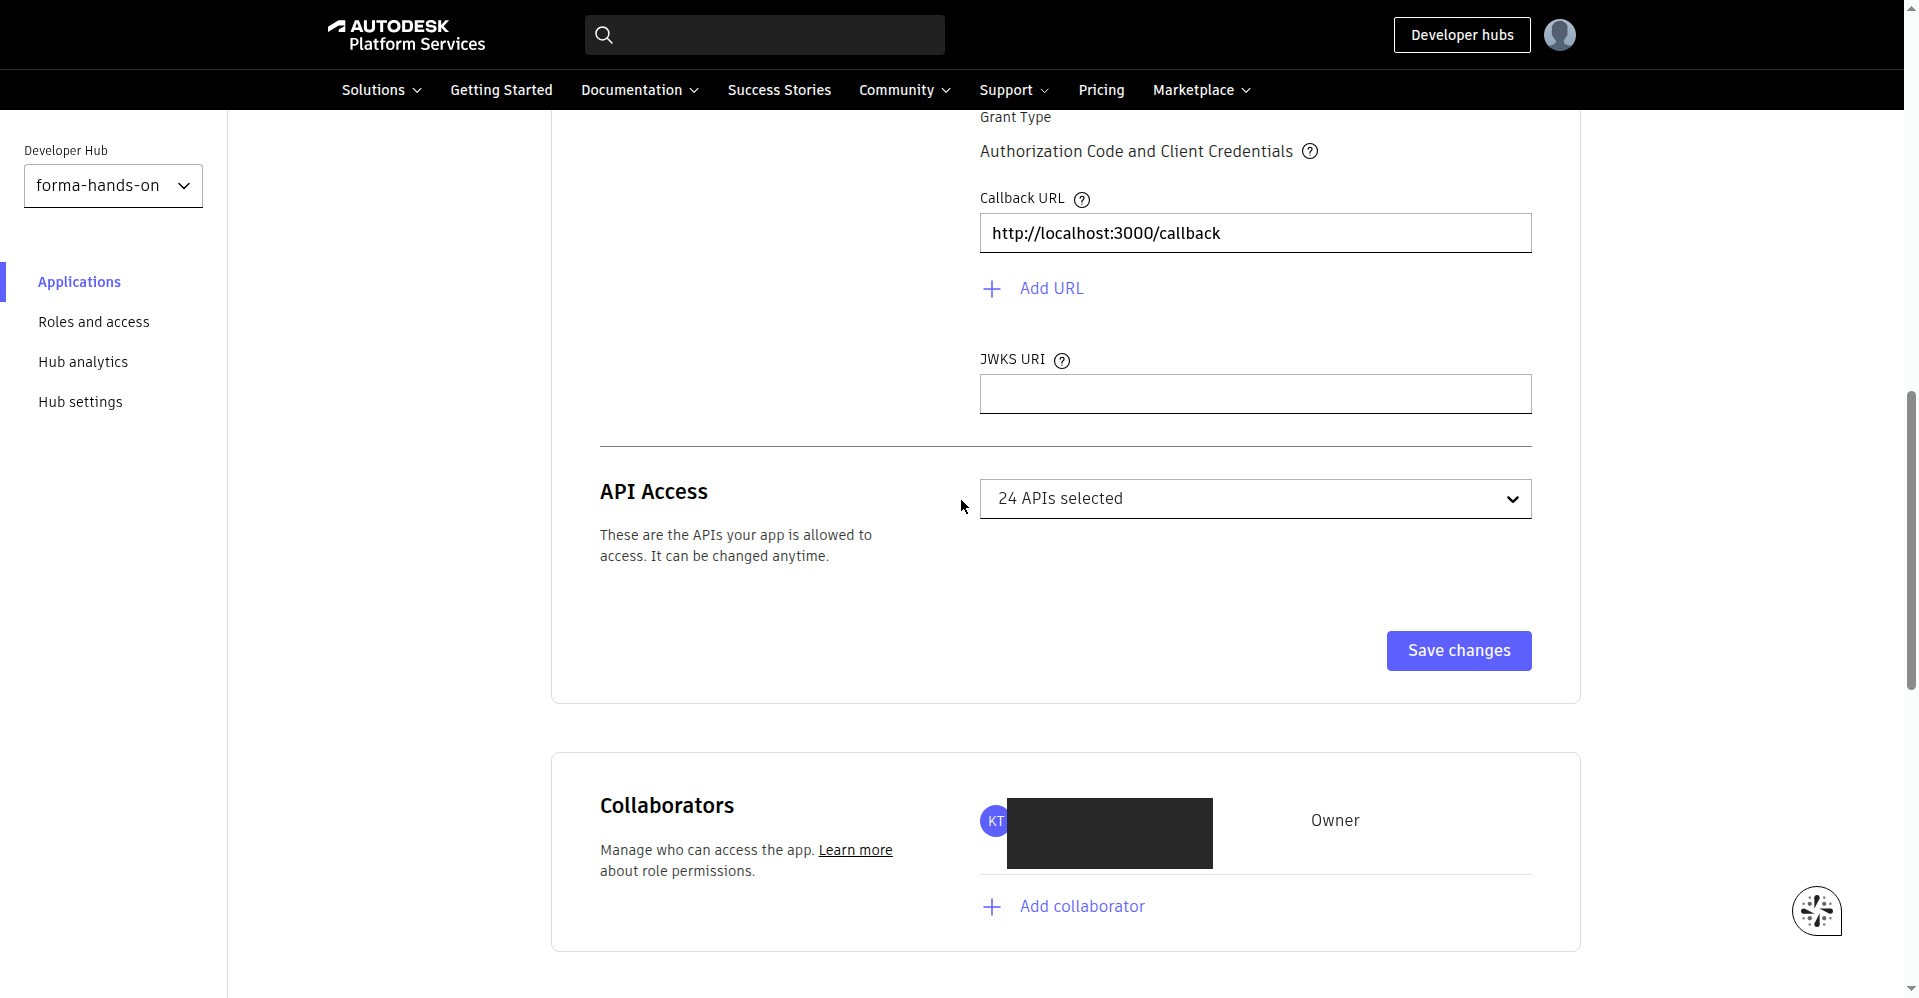 AUTODESK
Platform Services
Developer hubs
Solutions
Getting Started
Documentation
Success Stories
Community
Support
Pricing
Marketplace
Developer Hub
forma-hands-on
Applications
Roles and access
Hub analytics
Hub settings
Grant Type
Authorization Code and Client Credentials ?
Callback URL ?
http://localhost:3000/callback
+ Add URL
JWKS URI ?
API Access
24 APIs selected
These are the APIs your app is allowed to
access. It can be changed anytime.
Save changes
Collaborators
KT
Owner
Manage who can access the app. Learn more
about role permissions.
+ Add collaborator